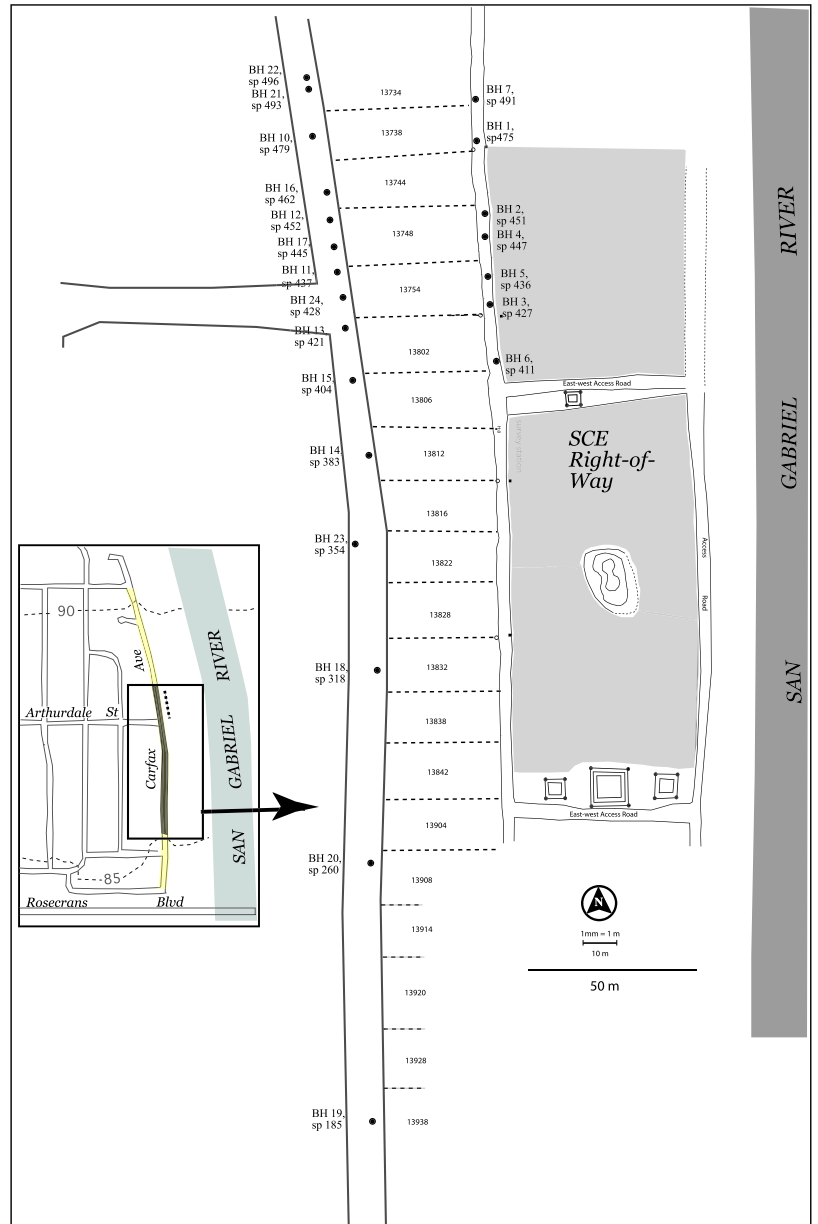 BH 22,
sp 496
BH 21,
sp 493
BH 10,
sp 479
BH 16,
sp 462
BH 12,
sp 452
BH 17,
sp 445
BH 11,
sp 437
BH 24,
sp 428
BH 13,
sp 421
BH 15,
sp 404
BH 14,
sp 383
BH 23,
sp 354
BH 18,
sp 318
BH 20,
sp 260
BH 19,
sp 185
13734
13738
13744
13748
13754
13802
13806
13812
13816
13822
13828
13832
13838
13842
13904
13908
13914
13920
13928
13938
BH 7,
sp 491
BH 1,
sp475
BH 2,
sp 451
BH 4,
sp 447
BH 5,
sp 436
BH 3,
sp 427
BH 6,
sp 411
East-west Access Road
survey station
SCE
Right-of-
Way
Access Road
East-west Access Road
SAN GABRIEL RIVER
N
1mm = 1 m
10 m
50 m
90
Ave
Arthurdale St
Carfax
85
Rosecrans Blvd
SAN GABRIEL RIVER